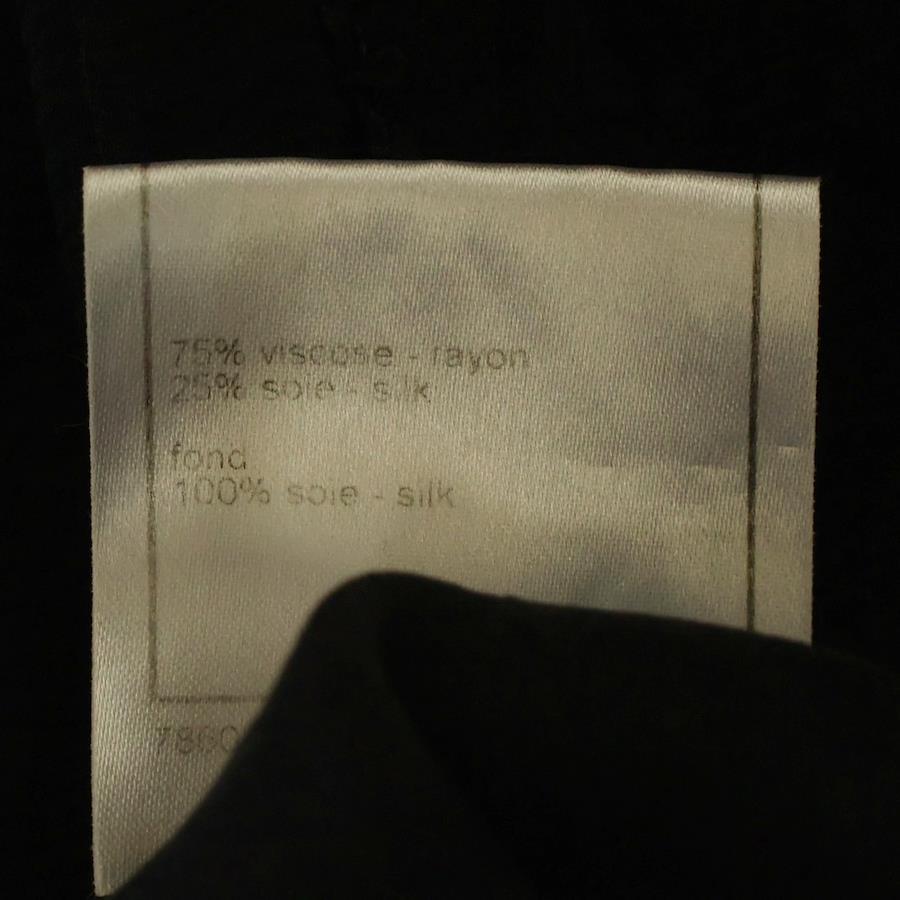 75% viscose - rayon
25% soie - silk
fond
100% soie - silk